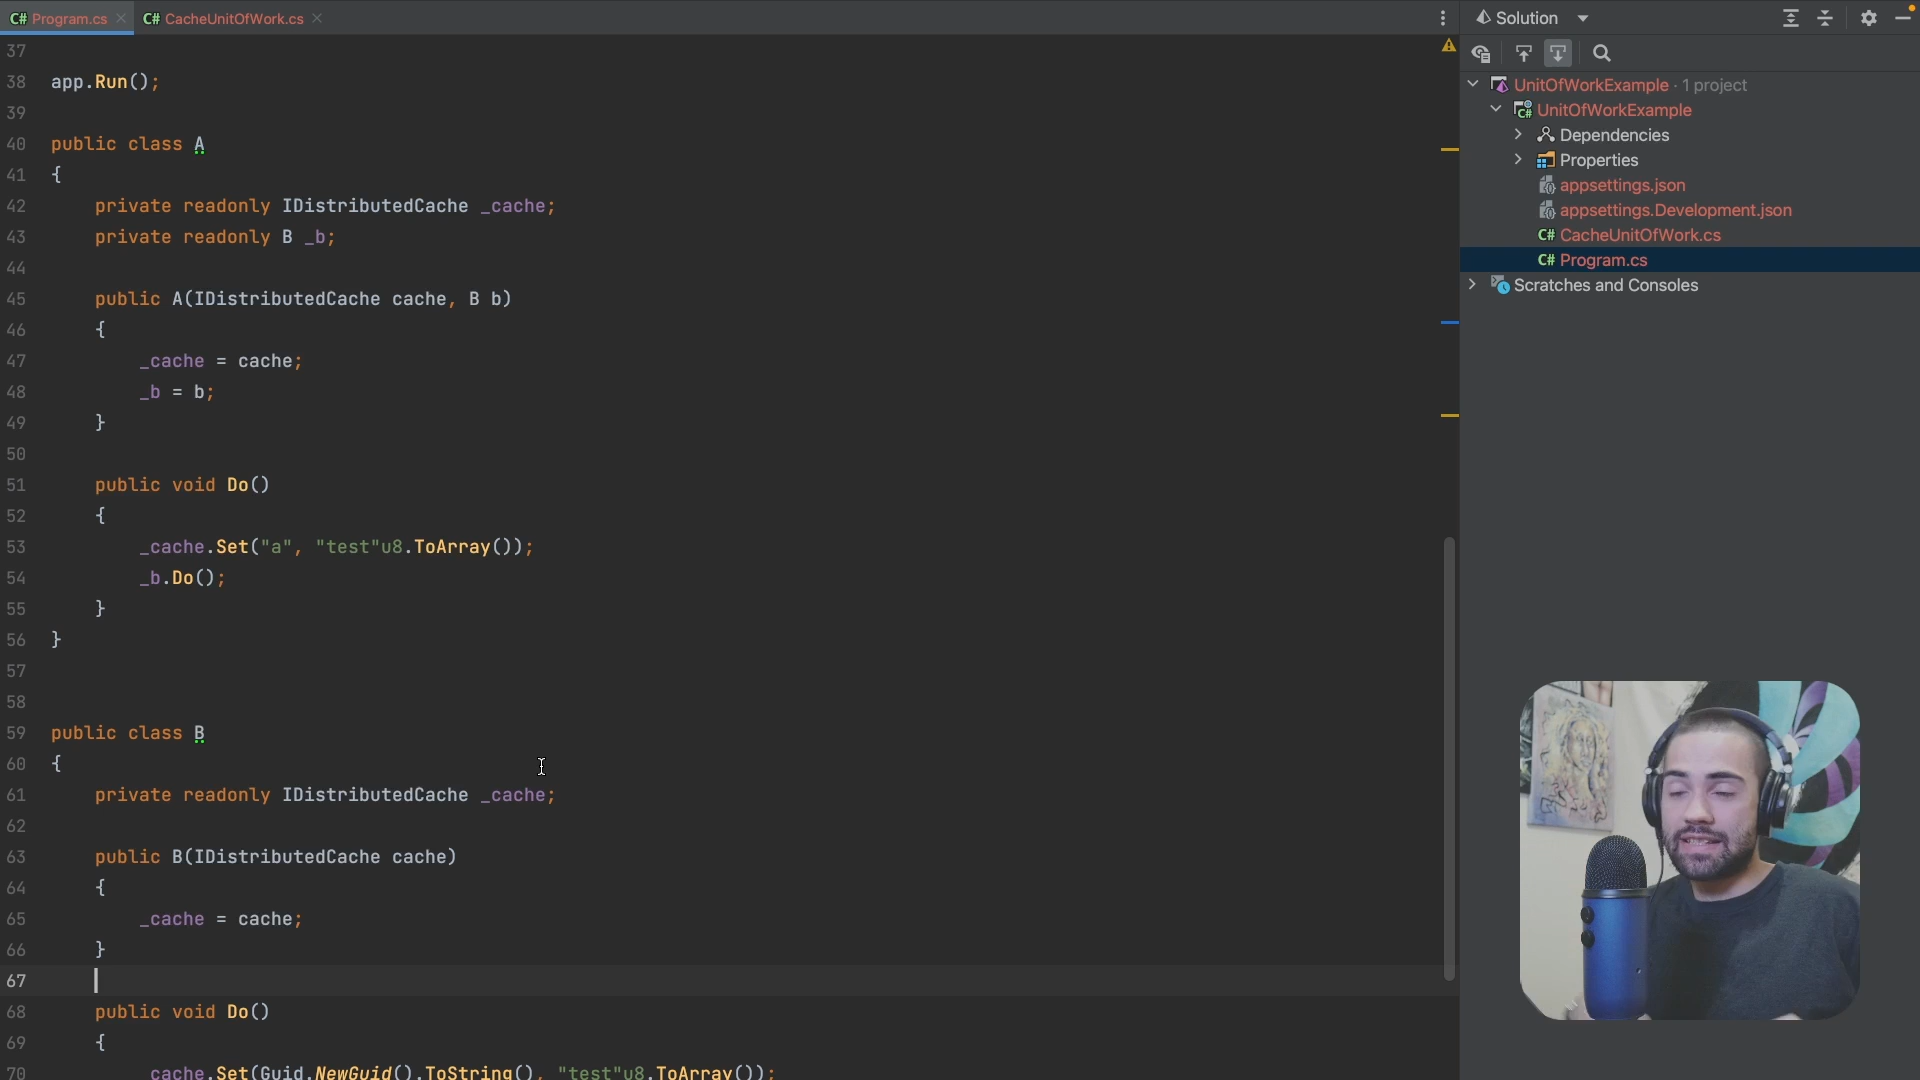 C# Program.cs
C# CacheUnitOfWork.cs
37
38 app.Run();
39
40 public class A
41 {
42 private readonly IDistributedCache _cache;
43 private readonly B _b;
44
45 public A(IDistributedCache cache, B b)
46 {
47 _cache = cache;
48 _b = b;
49 }
50
51 public void Do()
52 {
53 _cache.Set("a", "test"u8.ToArray());
54 _b.Do();
55 }
56 }
57
58
59 public class B
60 {
61 private readonly IDistributedCache _cache;
62
63 public B(IDistributedCache cache)
64 {
65 _cache = cache;
66 }
67
68 public void Do()
69 {
70 _cache.Set(Guid.NewGuid().ToString(), "test"u8.ToArray());
Solution
UnitOfWorkExample · 1 project
C# UnitOfWorkExample
Dependencies
Properties
appsettings.json
appsettings.Development.json
C# CacheUnitOfWork.cs
C# Program.cs
Scratches and Consoles